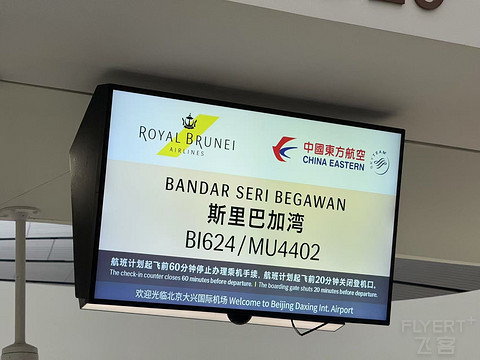 ROYAL BRUNEI
AIRLINES
中國東方航空
CHINA EASTERN
SKYTEAM
BANDAR SERI BEGAWAN
斯里巴加湾
BI624/MU4402
航班计划起飞前60分钟停止办理乘机手续，航班计划起飞前20分钟关闭登机口。
The check-in counter closes 60 minutes before departure. | The boarding gate shuts 20 minutes before departure.
欢迎光临北京大兴国际机场 Welcome to Beijing Daxing Int. Airport
FLYERT
飞客